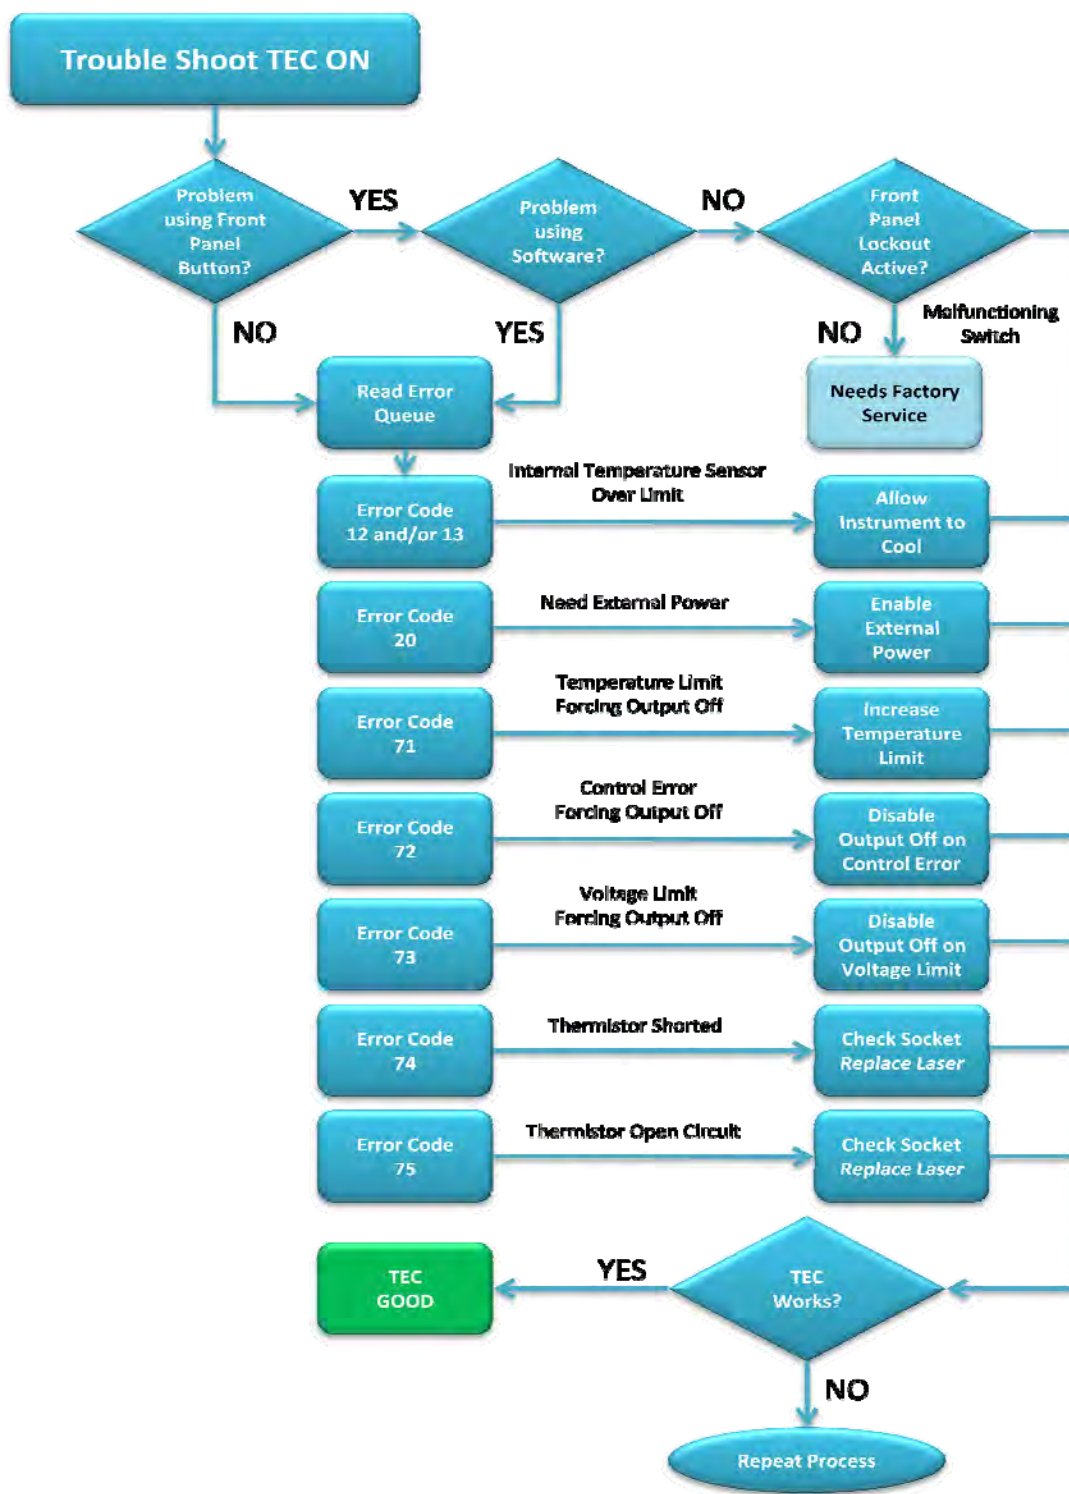 Trouble Shoot TEC ON
Problem
using Front
Panel
Button?
YES
Problem
using
Software?
NO
Front
Panel
Lockout
Active?
NO
YES
NO
Malfunctioning
Switch
Read Error
Queue
Needs Factory
Service
Error Code
12 and/or 13
Internal Temperature Sensor
Over Limit
Allow
Instrument to
Cool
Error Code
20
Need External Power
Enable
External
Power
Error Code
71
Temperature Limit
Forcing Output Off
Increase
Temperature
Limit
Error Code
72
Control Error
Forcing Output Off
Disable
Output Off on
Control Error
Error Code
73
Voltage Limit
Forcing Output Off
Disable
Output Off on
Voltage Limit
Error Code
74
Thermistor Shorted
Check Socket
Replace Laser
Error Code
75
Thermistor Open Circuit
Check Socket
Replace Laser
TEC
GOOD
YES
TEC
Works?
NO
Repeat Process